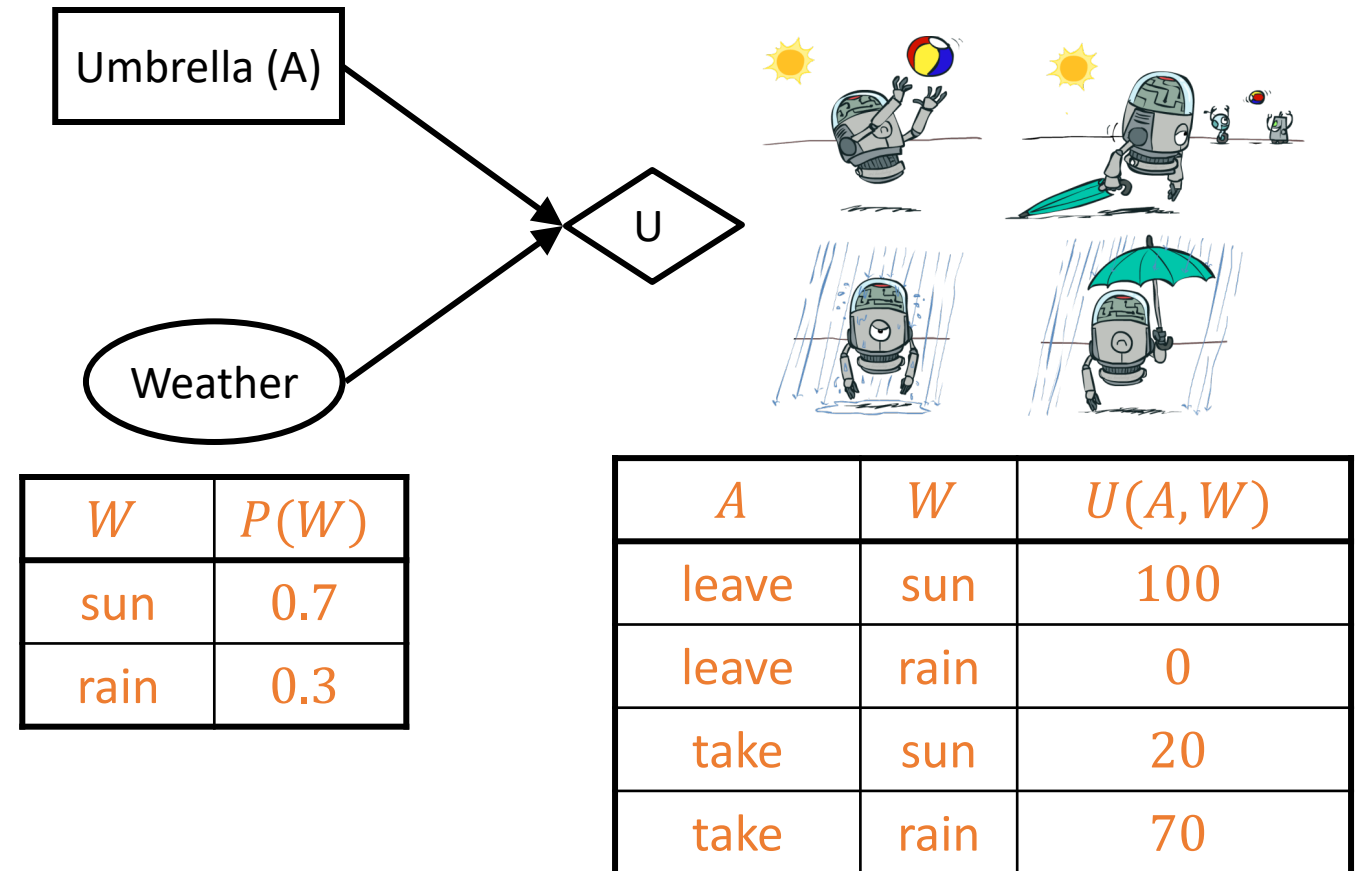 Umbrella (A)
U
Weather
W P(W)
sun 0.7
rain 0.3
A W U(A, W)
leave sun 100
leave rain 0
take sun 20
take rain 70